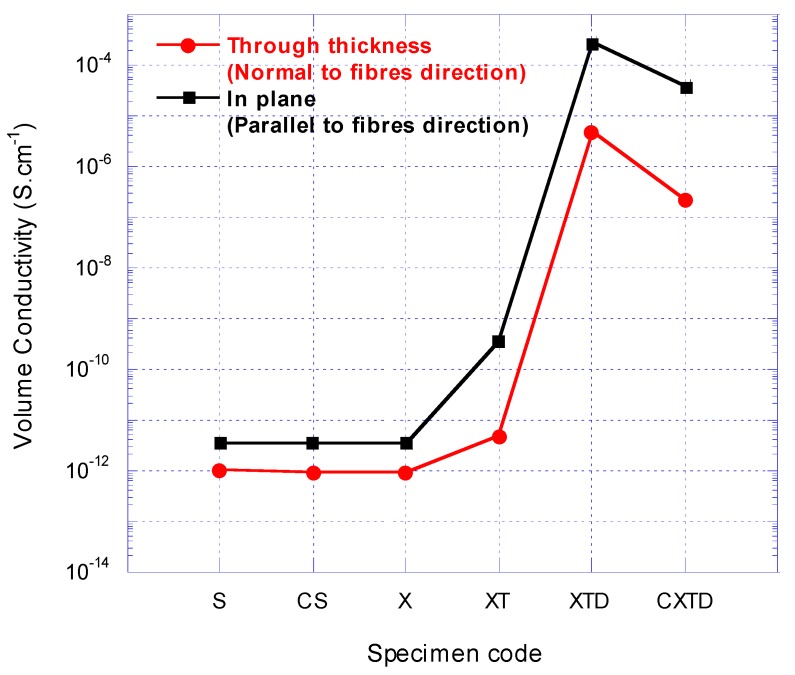 Through thickness
(Normal to fibres direction)
In plane
(Parallel to fibres direction)
Volume Conductivity (S.cm⁻¹)
10⁻⁴
10⁻⁶
10⁻⁸
10⁻¹⁰
10⁻¹²
10⁻¹⁴
S CS X XT XTD CXTD
Specimen code